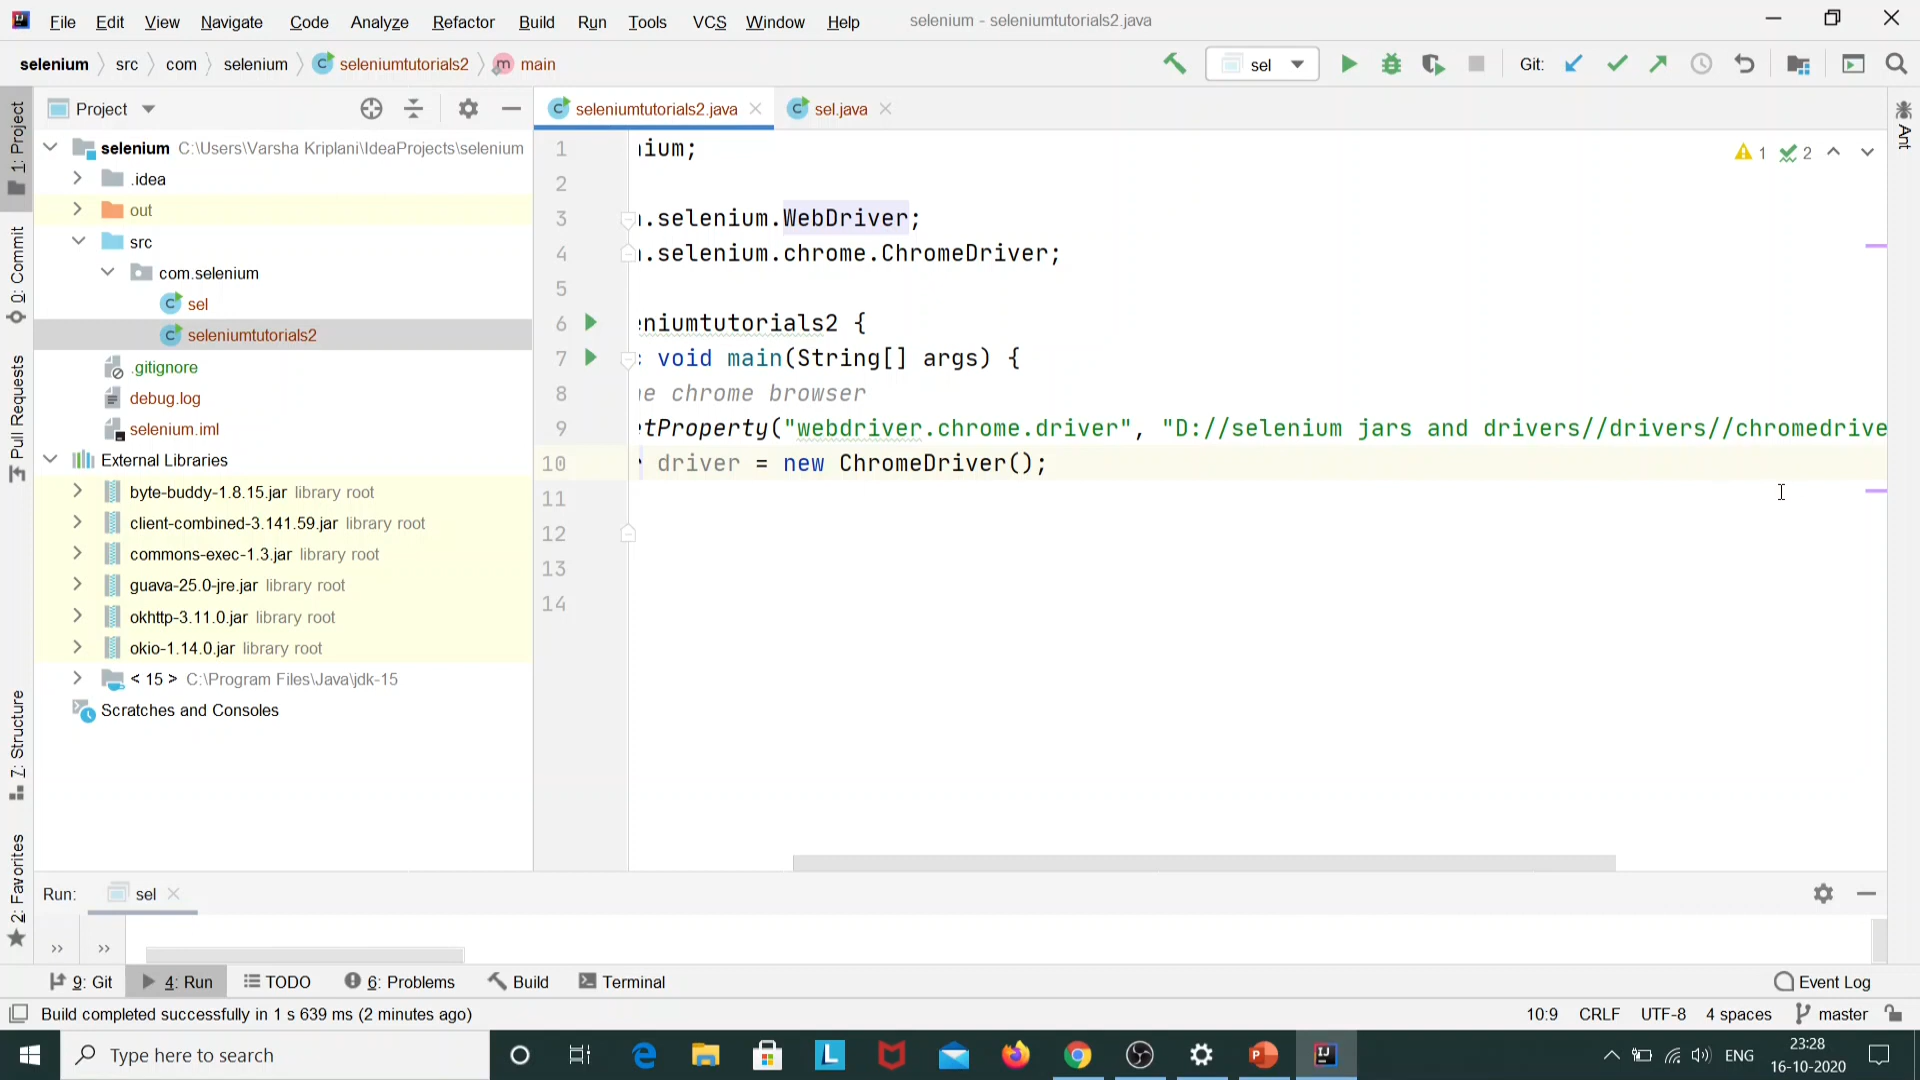 File Edit View Navigate Code Analyze Refactor Build Run Tools VCS Window Help selenium - seleniumtutorials2.java
selenium src com selenium seleniumtutorials2 main sel Git:
Project
seleniumtutorials2.java sel.java
selenium C:\Users\Varsha Kriplani\IdeaProjects\selenium
.idea
out
src
com.selenium
sel
seleniumtutorials2
.gitignore
debug.log
selenium.iml
External Libraries
byte-buddy-1.8.15.jar library root
client-combined-3.141.59.jar library root
commons-exec-1.3.jar library root
guava-25.0-jre.jar library root
okhttp-3.11.0.jar library root
okio-1.14.0.jar library root
< 15 > C:\Program Files\Java\jdk-15
Scratches and Consoles
1 ium;
2
3 .selenium.WebDriver;
4 .selenium.chrome.ChromeDriver;
5
6 niumtutorials2 {
7 void main(String[] args) {
8 e chrome browser
9 tProperty("webdriver.chrome.driver", "D://selenium jars and drivers//drivers//chromedrive
10 driver = new ChromeDriver();
11
12
13
14
1 2
1: Project
0: Commit
Pull Requests
7: Structure
2: Favorites
Ant
Run: sel
9: Git 4: Run TODO 6: Problems Build Terminal Event Log
Build completed successfully in 1 s 639 ms (2 minutes ago) 10:9 CRLF UTF-8 4 spaces master
Type here to search ENG 23:28
16-10-2020